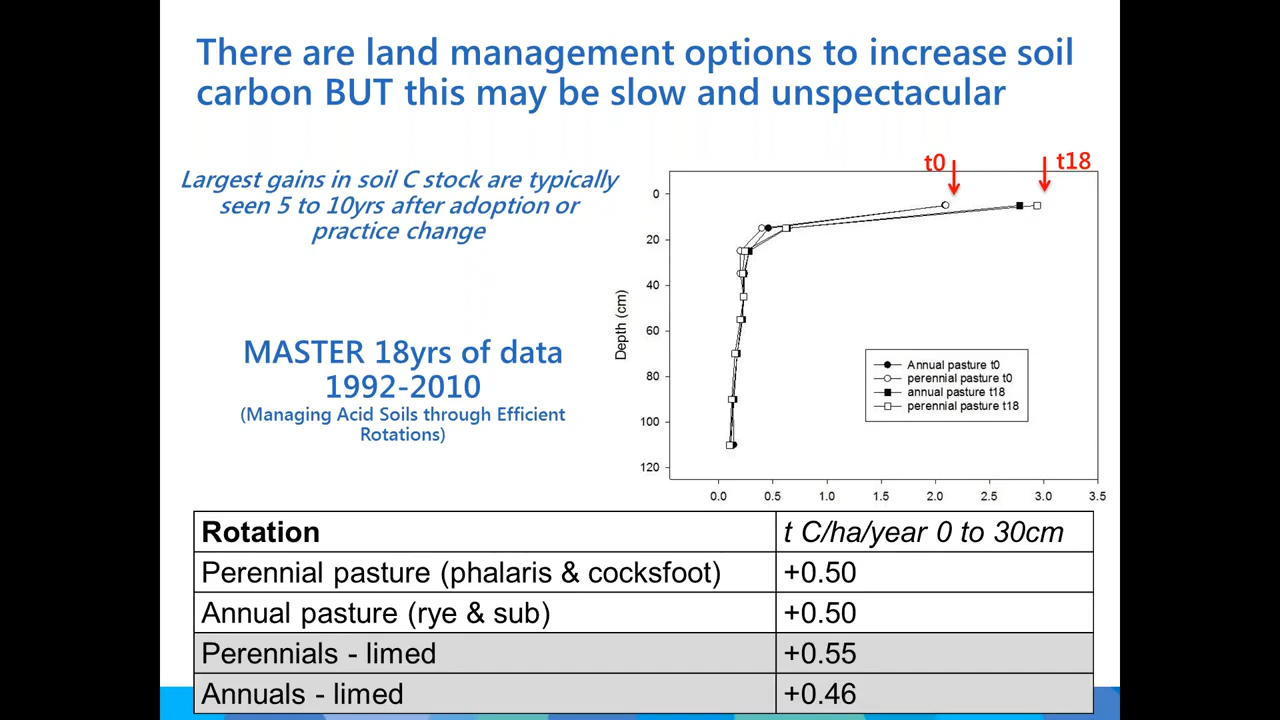 There are land management options to increase soil
carbon BUT this may be slow and unspectacular
Largest gains in soil C stock are typically
seen 5 to 10yrs after adoption or
practice change
MASTER 18yrs of data
1992-2010
(Managing Acid Soils through Efficient
Rotations)
t0
t18
0
20
40
60
80
100
120
Depth (cm)
Annual pasture t0
perennial pasture t0
annual pasture t18
perennial pasture t18
0.0 0.5 1.0 1.5 2.0 2.5 3.0 3.5
Rotation t C/ha/year 0 to 30cm
Perennial pasture (phalaris & cocksfoot) +0.50
Annual pasture (rye & sub) +0.50
Perennials - limed +0.55
Annuals - limed +0.46